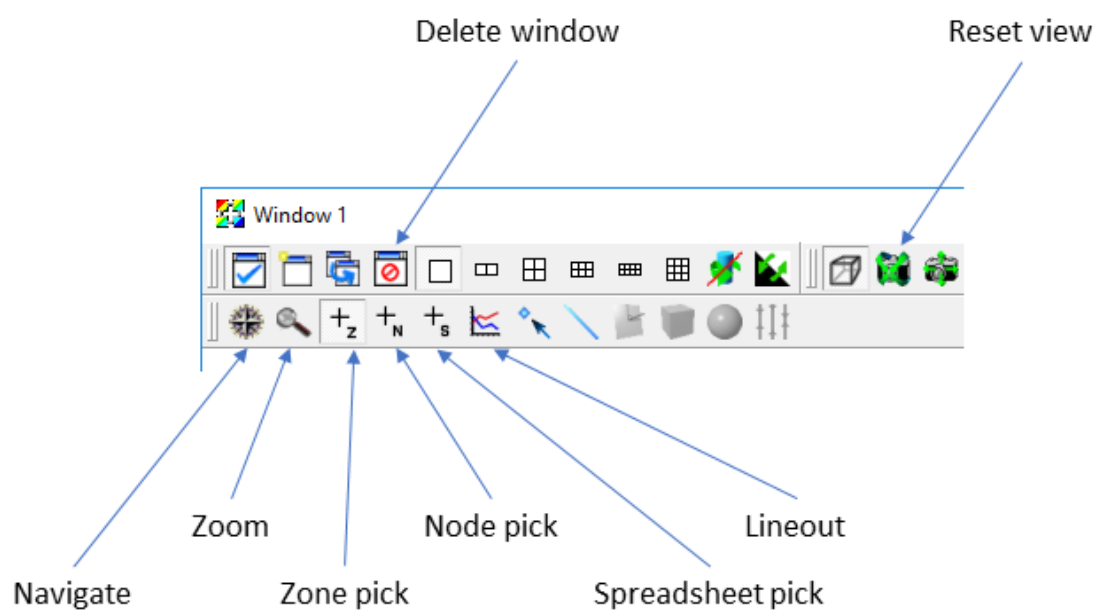 Delete window
Reset view
Window 1
Z
N
S
Zoom
Node pick
Lineout
Navigate
Zone pick
Spreadsheet pick